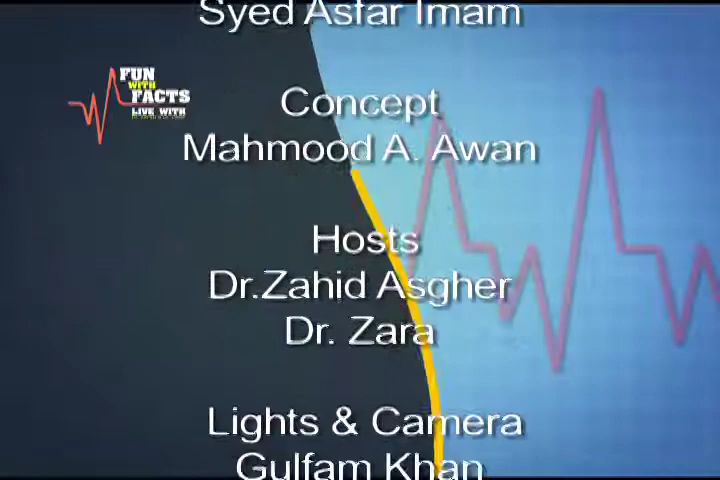 Syed Asfar Imam
FUN
WITH
FACTS
LIVE WITH
Concept
Mahmood A. Awan
Hosts
Dr.Zahid Asgher
Dr. Zara
Lights & Camera
Gulfam Khan